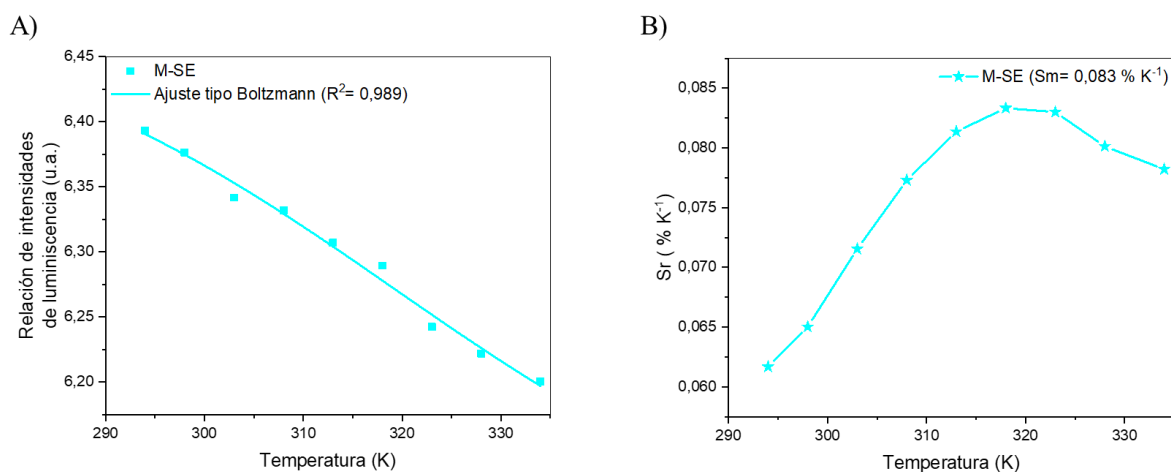 A)
6,45
6,40
6,35
6,30
6,25
6,20
Relación de intensidades
de luminiscencia (u.a.)
M-SE
Ajuste tipo Boltzmann (R²= 0,989)
290 300 310 320 330
Temperatura (K)
B)
0,085
0,080
0,075
0,070
0,065
0,060
Sr ( % K⁻¹)
M-SE (Sm= 0,083 % K⁻¹)
290 300 310 320 330
Temperatura (K)